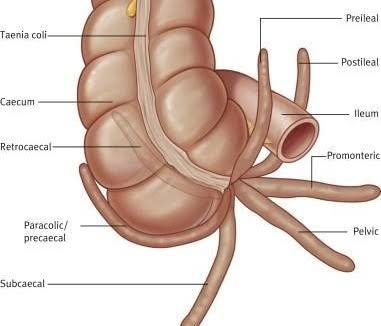 Preileal
Taenia coli
Postileal
Caecum
Ileum
Retrocaecal
Promonteric
Paracolic/
precaecal
Pelvic
Subcaecal